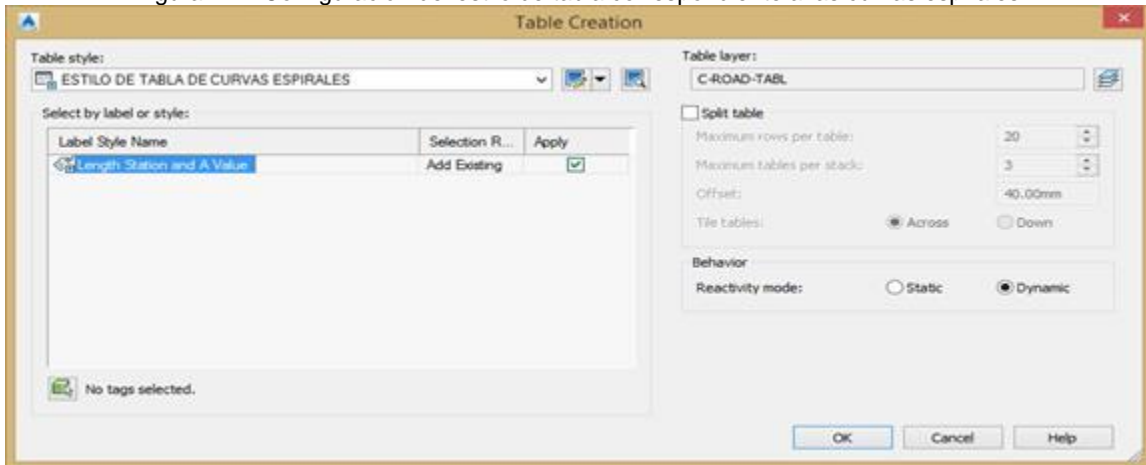 Table Creation
Table style:
ESTILO DE TABLA DE CURVAS ESPIRALES
Select by label or style:
Label Style Name Selection R... Apply
Length Station and A Value Add Existing
No tags selected.
Table layer:
C-ROAD-TABL
Split table
Maximum rows per table: 20
Maximum tables per stack: 3
Offset: 40.00mm
Tile tables: Across Down
Behavior
Reactivity mode: Static Dynamic
OK Cancel Help